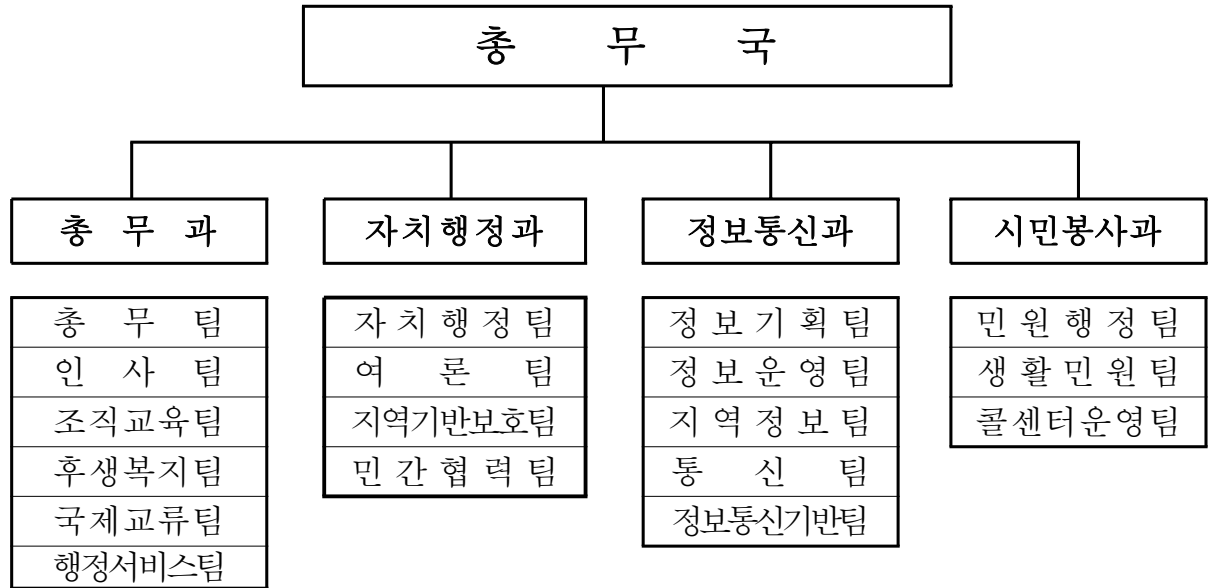 총 무 국
총 무 과
자치행정과
정보통신과
시민봉사과
총 무 팀
인 사 팀
조직교육팀
후생복지팀
국제교류팀
행정서비스팀
자치행정팀
여 론 팀
지역기반보호팀
민간협력팀
정보기획팀
정보운영팀
지역정보팀
통 신 팀
정보통신기반팀
민원행정팀
생활민원팀
콜센터운영팀